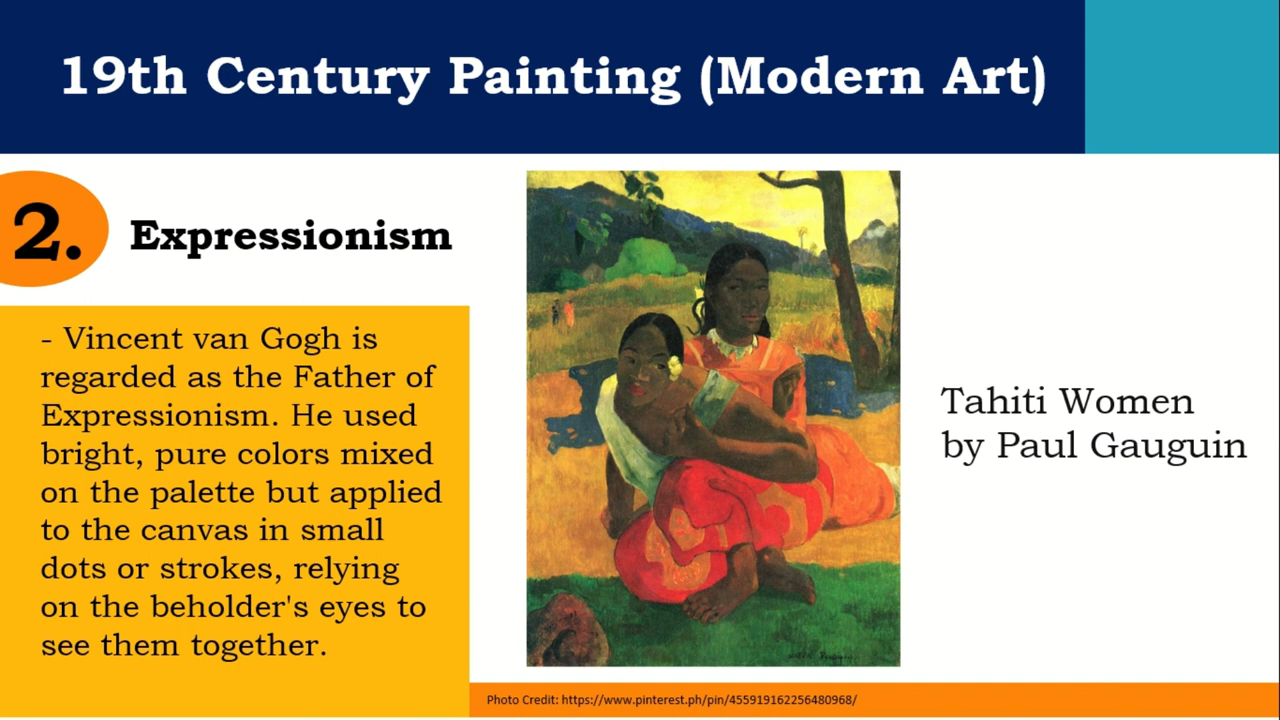 19th Century Painting (Modern Art)
2.
Expressionism
- Vincent van Gogh is
regarded as the Father of
Expressionism. He used
bright, pure colors mixed
on the palette but applied
to the canvas in small
dots or strokes, relying
on the beholder's eyes to
see them together.
Tahiti Women
by Paul Gauguin
Photo Credit: https://www.pinterest.ph/pin/455919162256480968/